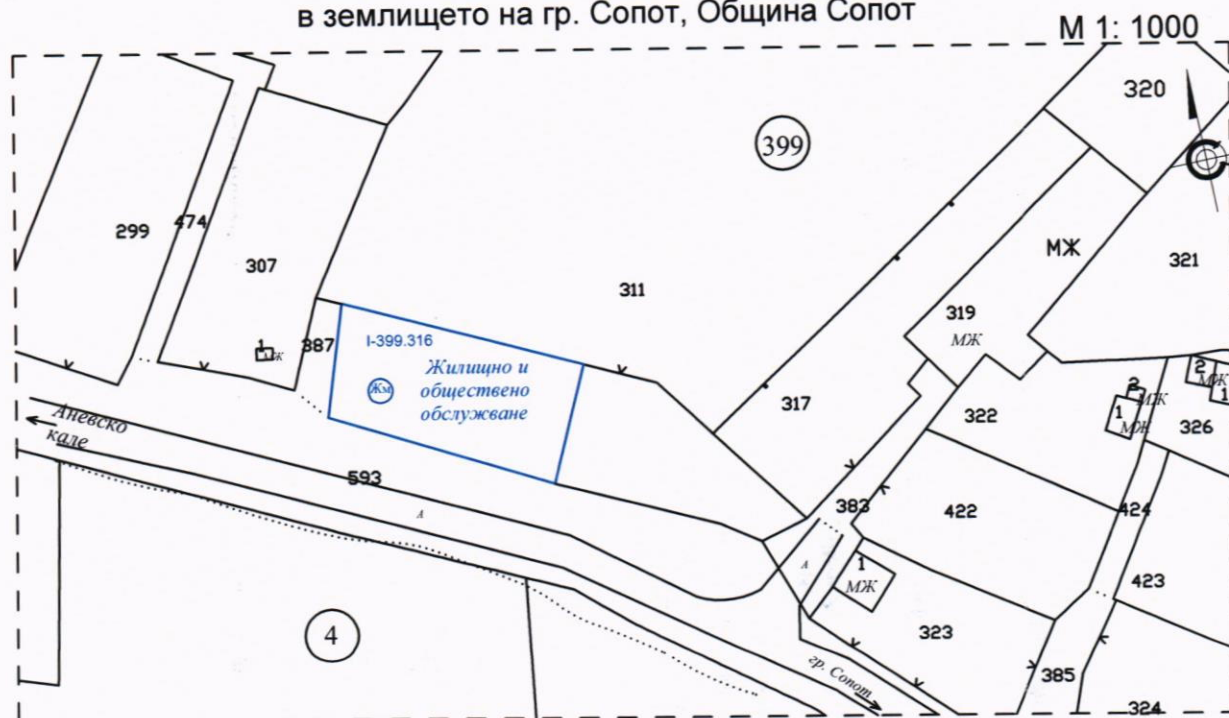 в землището на гр. Сопот, Община Сопот
М 1: 1000
320
399
299
474
307
311
МЖ
321
319
МЖ
387
I-399.316
Жм
Жилищно и
обществено
обслужване
1
МЖ
317
322
2
МЖ
1
МЖ
2
МЖ
1
326
Аневско
кале
593
А
383
422
424
423
А
1
МЖ
323
4
гр. Сопот
385
324